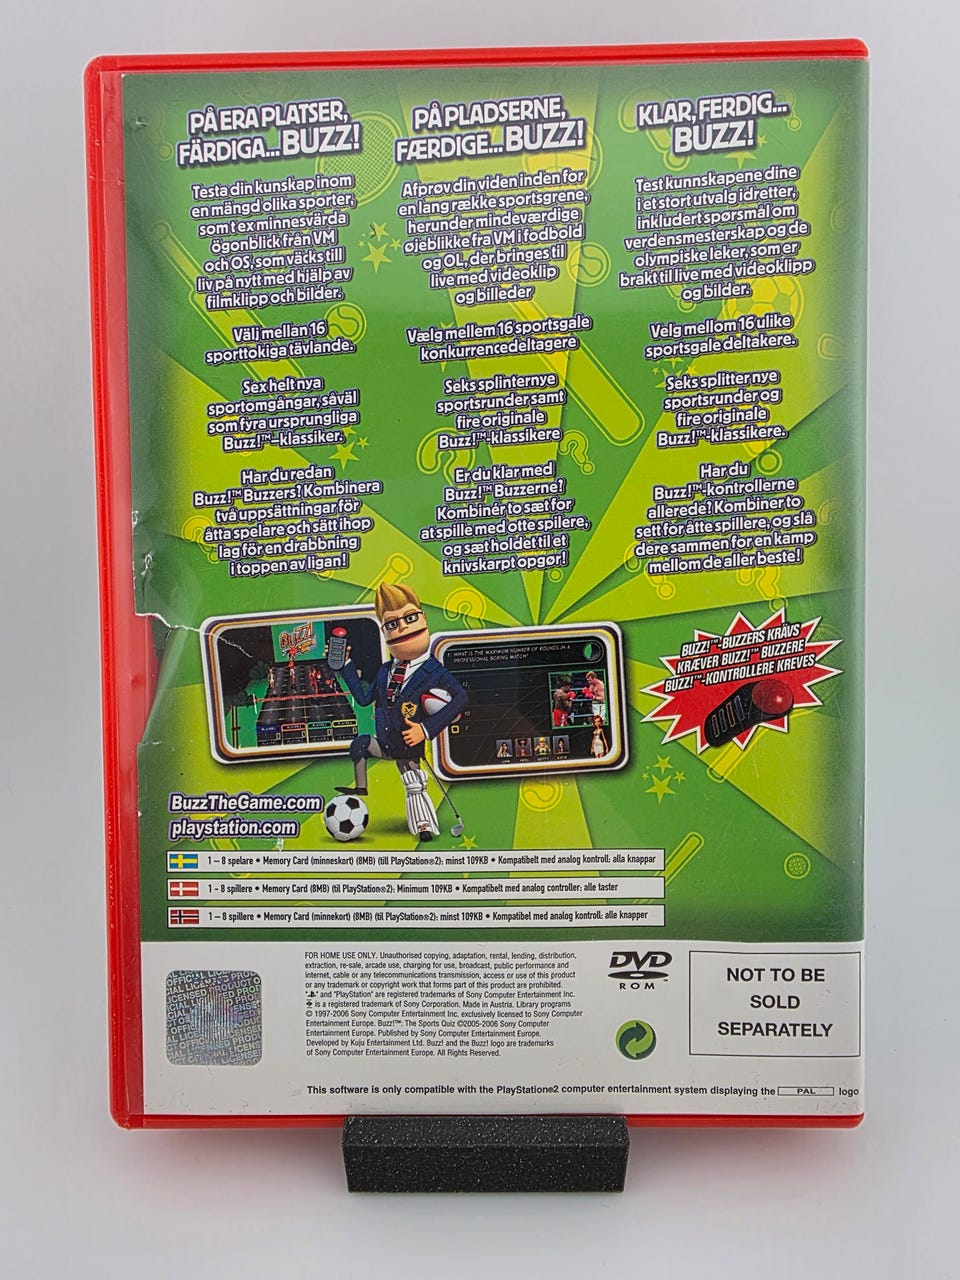 PÅ ERA PLATSER,
FÄRDIGA... BUZZ!
Testa din kunskap inom
en mängd olika sporter,
som t ex minnesvärda
ögonblick från VM
och OS, som väcks till
liv på nytt med hjälp av
filmklipp och bilder.
Välj mellan 16
sporttokiga tävlande.
Sex helt nya
sportomgångar, såväl
som fyra ursprungliga
Buzz!™-klassiker.
Har du redan
Buzz!™ Buzzers? Kombinera
två uppsättningar för
åtta spelare och sätt ihop
lag för en drabbning
i toppen av ligan!
PÅ PLADSERNE,
FÆRDIGE... BUZZ!
Afprøv din viden inden for
en lang række sportsgrene,
herunder mindeværdige
øjeblikke fra VM i fodbold
og OL, der bringes til
live med videoklip
og billeder
Vælg mellem 16 sportsgale
konkurrencedeltagere
Seks splinternye
sportsrunder samt
fire originale
Buzz!™-klassikere
Er du klar med
Buzz!™ Buzzerne?
Kombinér to sæt for
at spille med otte spilere,
og sæt holdet til et
knivskarpt opgør!
KLAR, FERDIG...
BUZZ!
Test kunnskapene dine
i et stort utvalg idretter,
inkludert spørsmål om
verdensmesterskap og de
olympiske leker, som er
brakt til live med videoklipp
og bilder.
Velg mellom 16 ulike
sportsgale deltakere.
Seks splitter nye
sportsrunder og
fire originale
Buzz!™-klassikere.
Har du
Buzz!™-kontrollerne
allerede? Kombiner to
sett for åtte spillere, og slå
dere sammen for en kamp
mellom de aller beste!
BUZZ!
1: WHAT IS THE MAXIMUM NUMBER OF ROUNDS IN A
PROFESSIONAL BOXING MATCH?
12
10
7
BUZZ!™-BUZZERS KRÄVS
KRÆVER BUZZ!™ BUZZERE
BUZZ!™-KONTROLLERE KREVES
BuzzTheGame.com
playstation.com
1 – 8 spelare • Memory Card (minneskort) (8MB) (till PlayStation®2): minst 109KB • Kompatibelt med analog kontroll: alla knappar
1 – 8 spillere • Memory Card (8MB) (til PlayStation®2): Minimum 109KB • Kompatibelt med analog controller: alle taster
1 – 8 spillere • Memory Card (minnekort) (8MB) (til PlayStation®2): minst 109KB • Kompatibel med analog kontroll: alle knapper
FOR HOME USE ONLY. Unauthorised copying, adaptation, rental, lending, distribution,
extraction, re-sale, arcade use, charging for use, broadcast, public performance and
internet, cable or any telecommunications transmission, access or use of this product
or any trademark or copyright work that forms part of this product are prohibited.
" " and "PlayStation" are registered trademarks of Sony Computer Entertainment Inc.
is a registered trademark of Sony Corporation. Made in Austria. Library programs
© 1997-2006 Sony Computer Entertainment Inc. exclusively licensed to Sony Computer
Entertainment Europe. Buzz!™: The Sports Quiz ©2005-2006 Sony Computer
Entertainment Europe. Published by Sony Computer Entertainment Europe.
Developed by Kuju Entertainment Ltd. Buzz! and the Buzz! logo are trademarks
of Sony Computer Entertainment Europe. All Rights Reserved.
DVD
ROM
NOT TO BE
SOLD
SEPARATELY
This software is only compatible with the PlayStation®2 computer entertainment system displaying the PAL logo